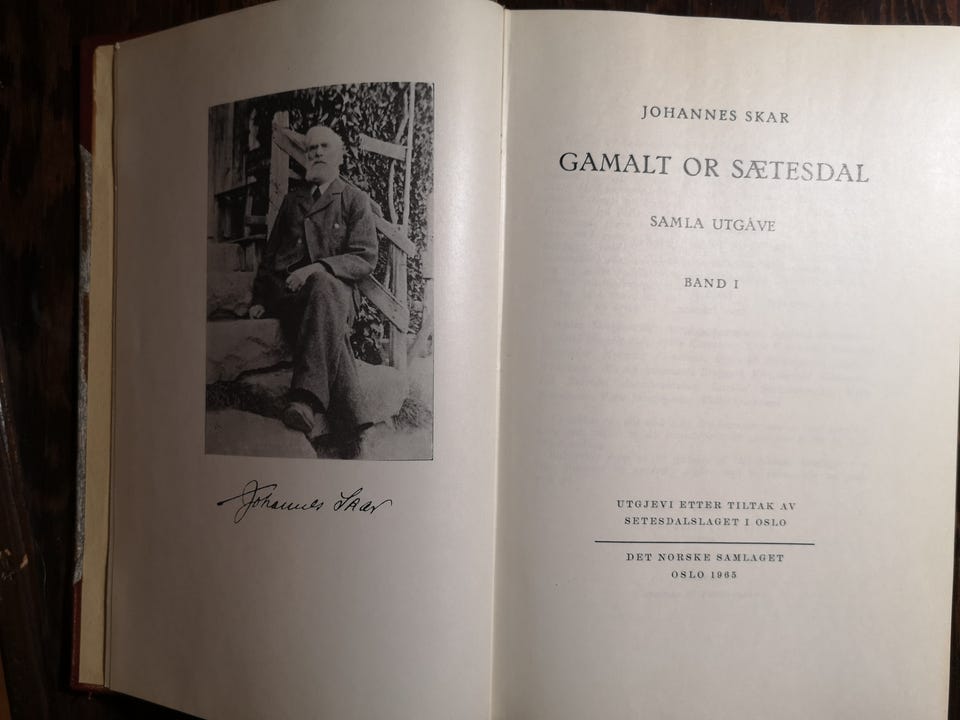 Johannes Skar
JOHANNES SKAR
GAMALT OR SÆTESDAL
SAMLA UTGÅVE
BAND I
UTGJEVI ETTER TILTAK AV
SETESDALSLAGET I OSLO
DET NORSKE SAMLAGET
OSLO 1965